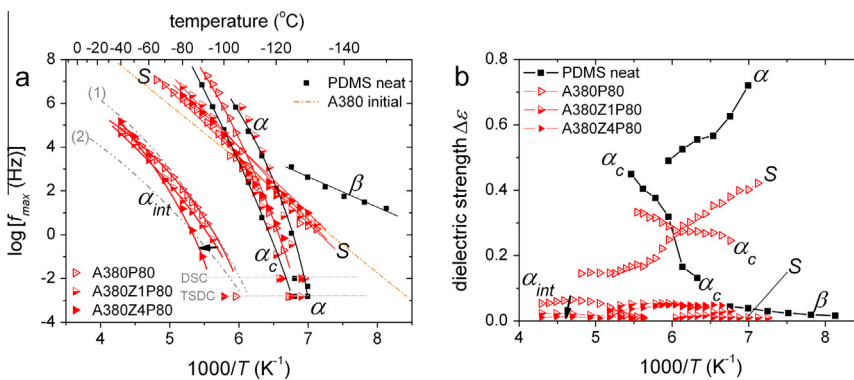 temperature (°C)
0 -20 -40 -60 -80 -100 -120 -140
a
S
PDMS neat
A380 initial
(1)
(2)
α
β
α_int
S
α_c
α
DSC
TSDC
A380P80
A380Z1P80
A380Z4P80
log [f_max (Hz)]
8
6
4
2
0
-2
-4
4 5 6 7 8
1000/T (K⁻¹)
b
PDMS neat
A380P80
A380Z1P80
A380Z4P80
α
α_c
S
α_c
α_int
α_c
S
β
dielectric strength Δε
0.8
0.6
0.4
0.2
0.0
4 5 6 7 8
1000/T (K⁻¹)